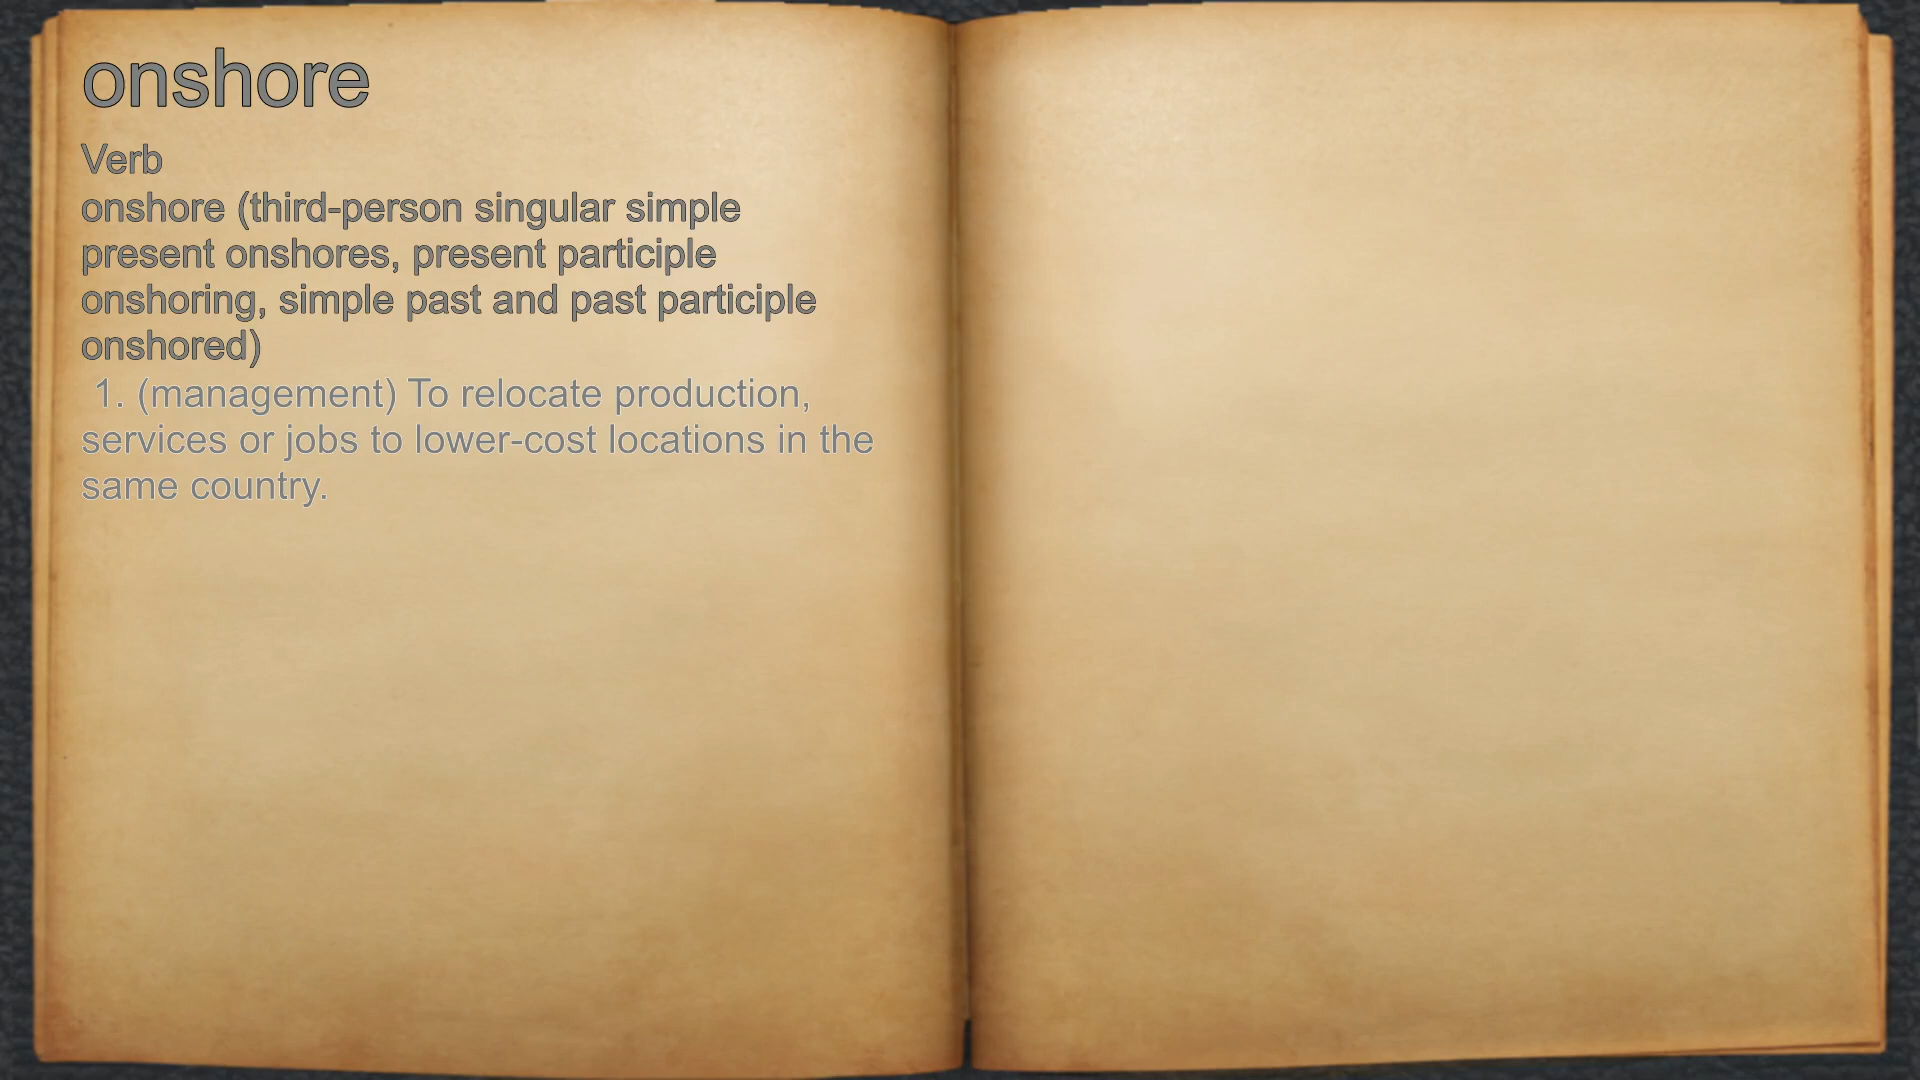 onshore
Verb
onshore (third-person singular simple
present onshores, present participle
onshoring, simple past and past participle
onshored)
1. (management) To relocate production,
services or jobs to lower-cost locations in the
same country.